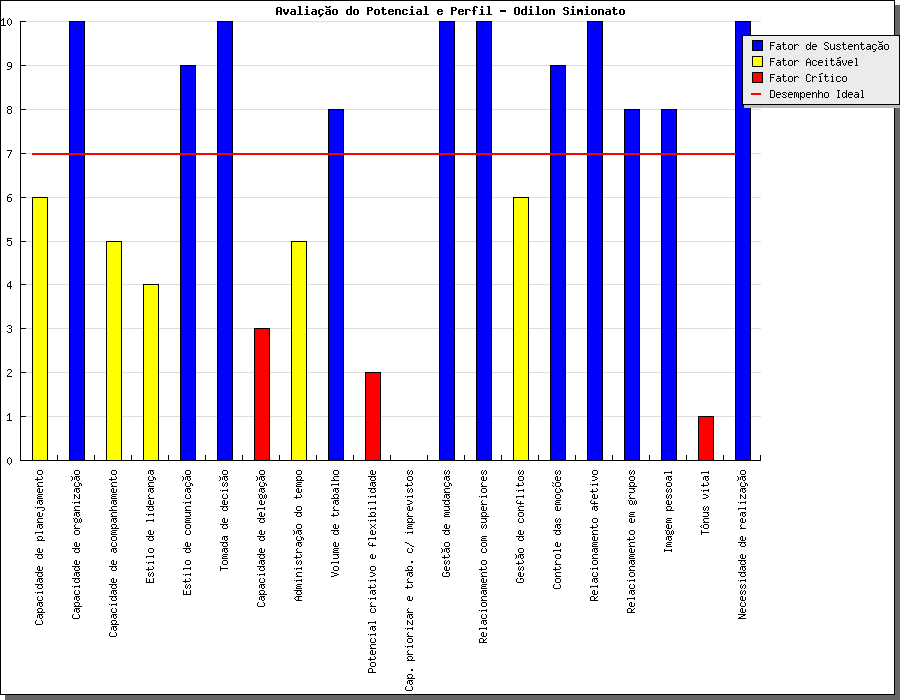 Avaliação do Potencial e Perfil - Odilon Simionato
Fator de Sustentação
Fator Aceitável
Fator Crítico
Desempenho Ideal
10
9
8
7
6
5
4
3
2
1
0
Capacidade de planejamento
Capacidade de organização
Capacidade de acompanhamento
Estilo de liderança
Estilo de comunicação
Tomada de decisão
Capacidade de delegação
Administração do tempo
Volume de trabalho
Potencial criativo e flexibilidade
Cap. priorizar e trab. c/ imprevistos
Gestão de mudanças
Relacionamento com superiores
Gestão de conflitos
Controle das emoções
Relacionamento afetivo
Relacionamento em grupos
Imagem pessoal
Tônus vital
Necessidade de realização